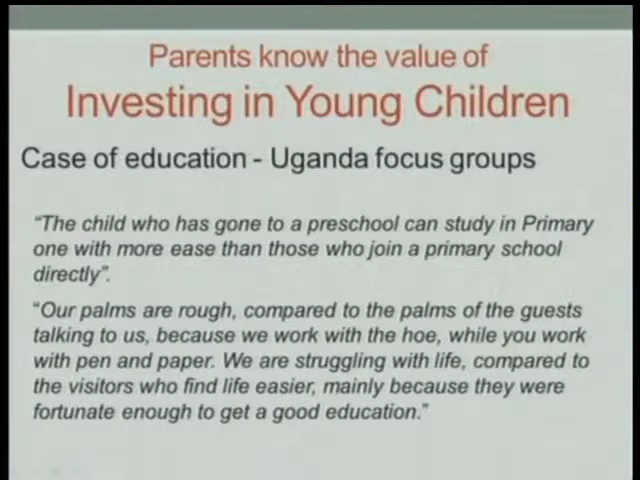 Parents know the value of
Investing in Young Children
Case of education - Uganda focus groups
“The child who has gone to a preschool can study in Primary
one with more ease than those who join a primary school
directly”.
“Our palms are rough, compared to the palms of the guests
talking to us, because we work with the hoe, while you work
with pen and paper. We are struggling with life, compared to
the visitors who find life easier, mainly because they were
fortunate enough to get a good education.”